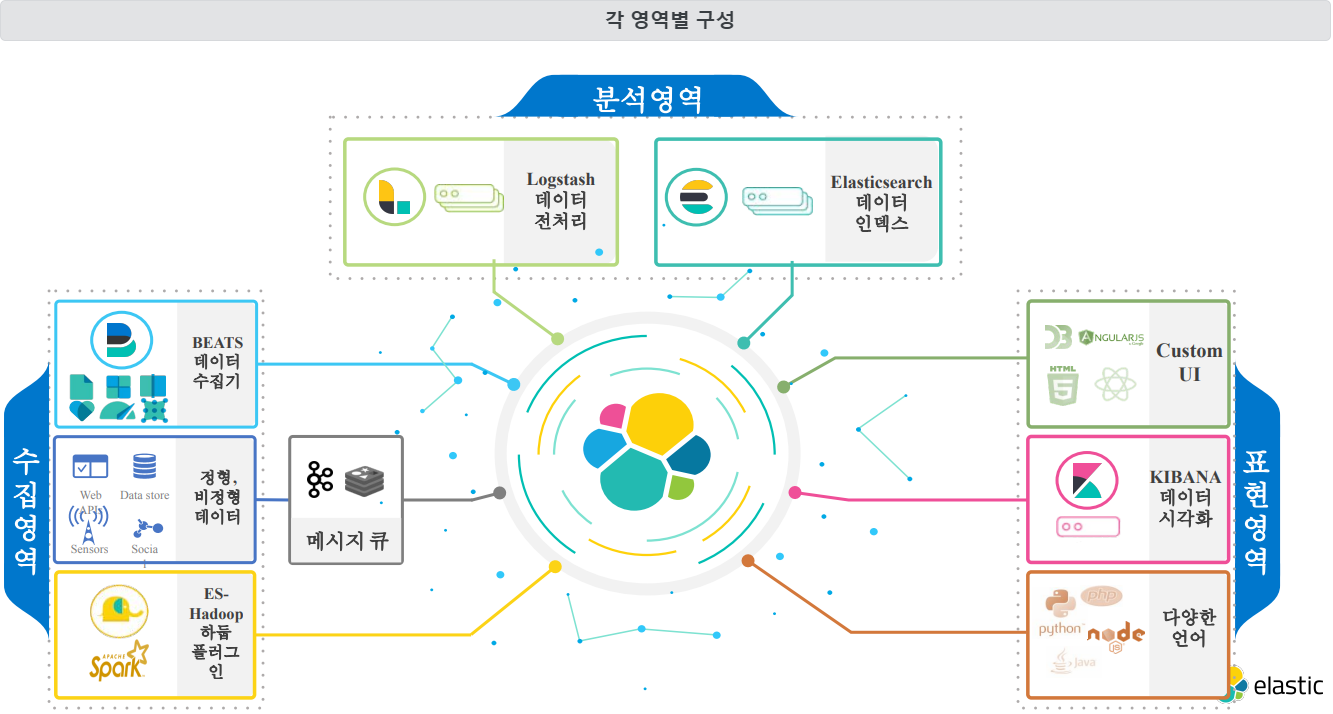 각 영역별 구성
분석영역
Logstash
데이터
전처리
Elasticsearch
데이터
인덱스
수집영역
BEATS
데이터
수집기
Web
API
Data store
Sensors
Socia
l
정형,
비정형
데이터
메시지 큐
APACHE
Spark
ES-
Hadoop
하둡
플러그
인
표현영역
D3
ANGULARJS
by Google
HTML
5
Custom
UI
KIBANA
데이터
시각화
python
php
node
JS
Java
다양한
언어
elastic